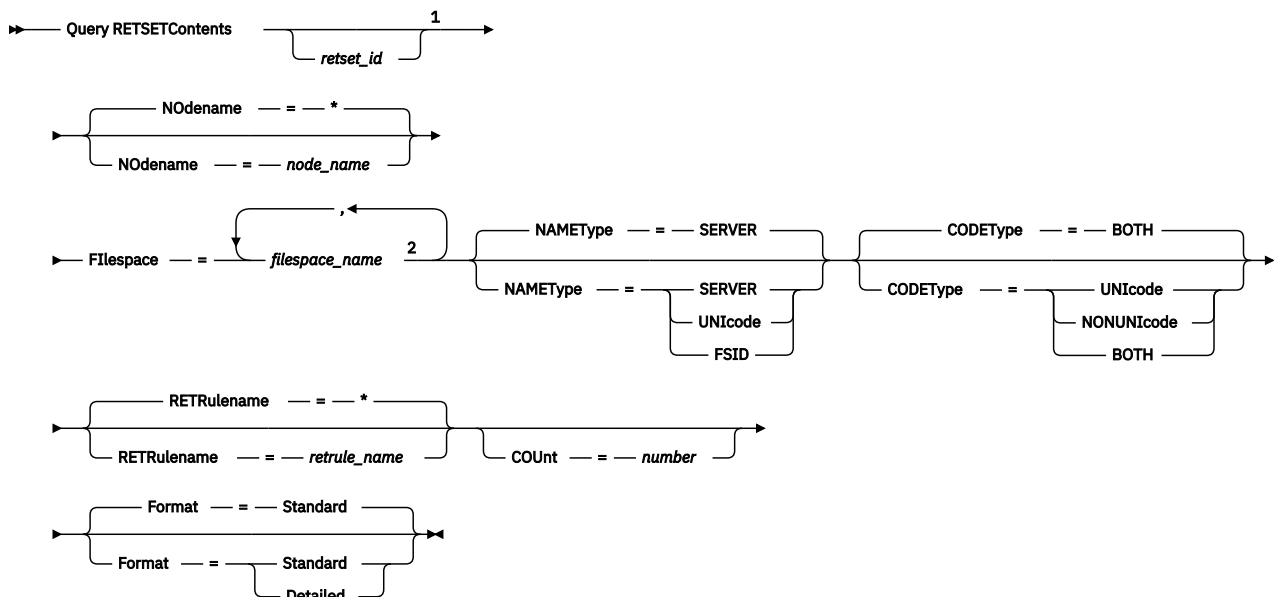 Query RETSETContents 1
retset_id
NOdename = *
NOdename = node_name
,
FIlespace = filespace_name 2
NAMEType = SERVER
NAMEType = SERVER
UNIcode
FSID
CODEType = BOTH
CODEType = UNIcode
NONUNIcode
BOTH
RETRulename = *
RETRulename = retrule_name
COUnt = number
Format = Standard
Format = Standard
Detailed